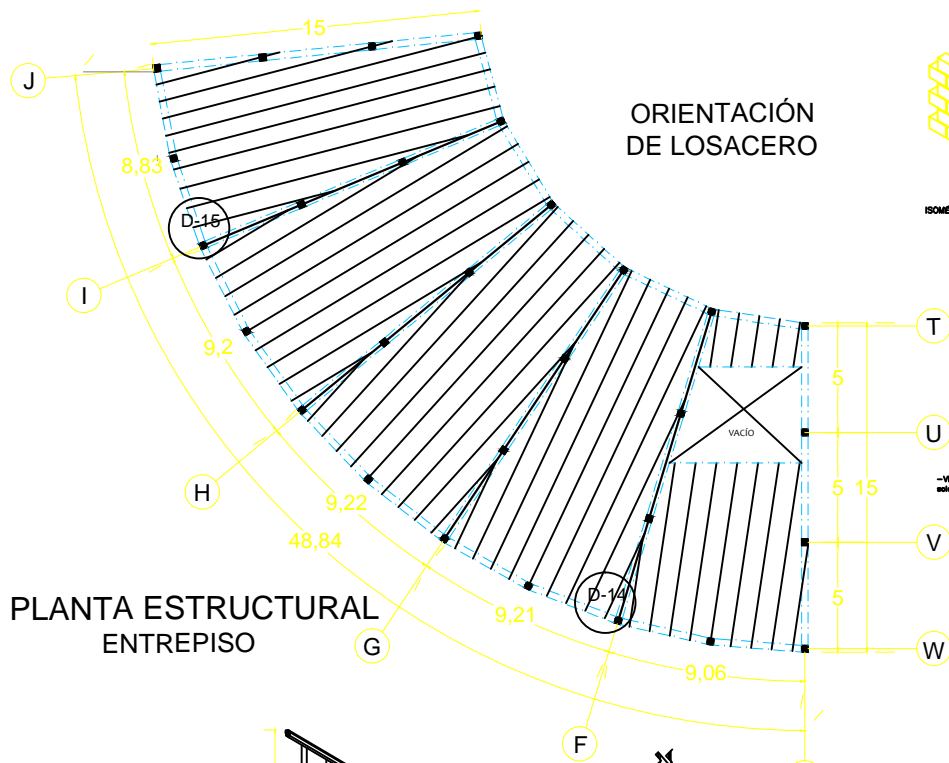 15
J
ORIENTACIÓN
DE LOSACERO
8,83
D-15
ISOMÉ
I
T
9,2
5
U
VACÍO
H
9,22
5
15
48,84
V
PLANTA ESTRUCTURAL
ENTREPISO
D-14
5
9,21
G
W
9,06
F